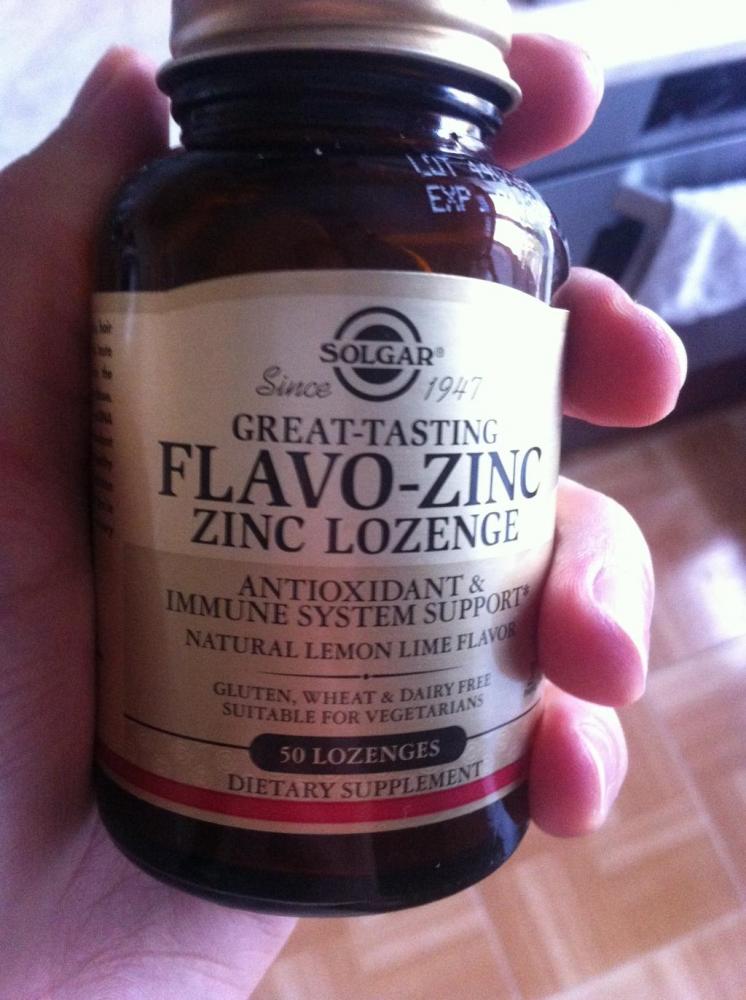 LOT
EXP
SOLGAR®
Since 1947
GREAT-TASTING
FLAVO-ZINC
ZINC LOZENGE
ANTIOXIDANT &
IMMUNE SYSTEM SUPPORT*
NATURAL LEMON LIME FLAVOR
GLUTEN, WHEAT & DAIRY FREE
SUITABLE FOR VEGETARIANS
50 LOZENGES
DIETARY SUPPLEMENT